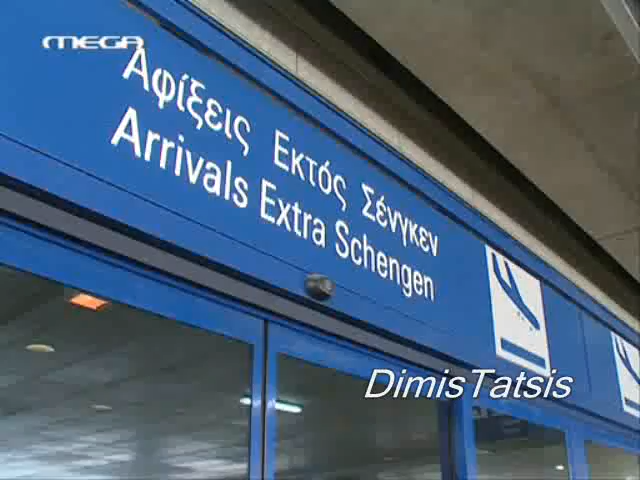 MEGA
Αφίξεις Εκτός Σένγκεν
Arrivals Extra Schengen
DimisTatsis